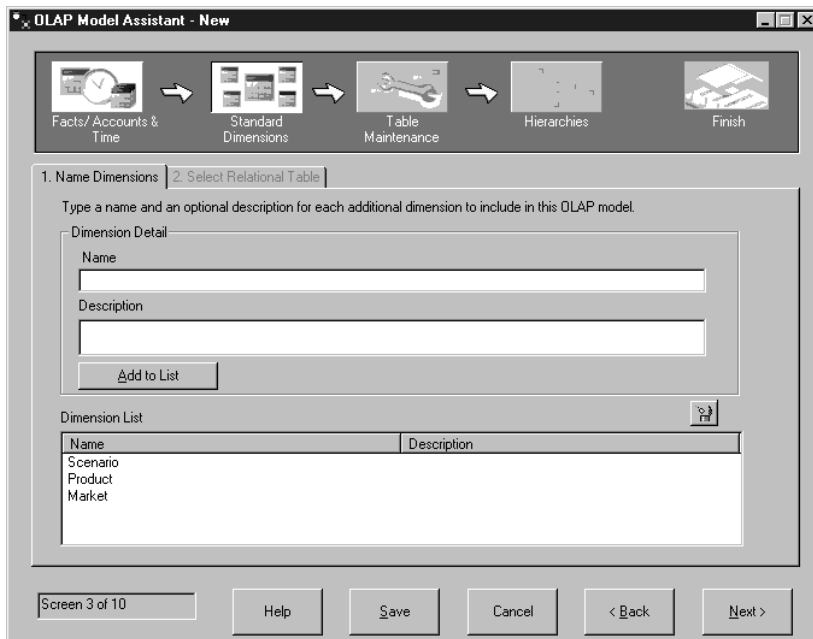 OLAP Model Assistant - New
Facts/ Accounts &
Time
Standard
Dimensions
Table
Maintenance
Hierarchies
Finish
1. Name Dimensions
2. Select Relational Table
Type a name and an optional description for each additional dimension to include in this OLAP model.
Dimension Detail
Name
Description
Add to List
Dimension List
Name Description
Scenario
Product
Market
Screen 3 of 10
Help
Save
Cancel
< Back
Next >